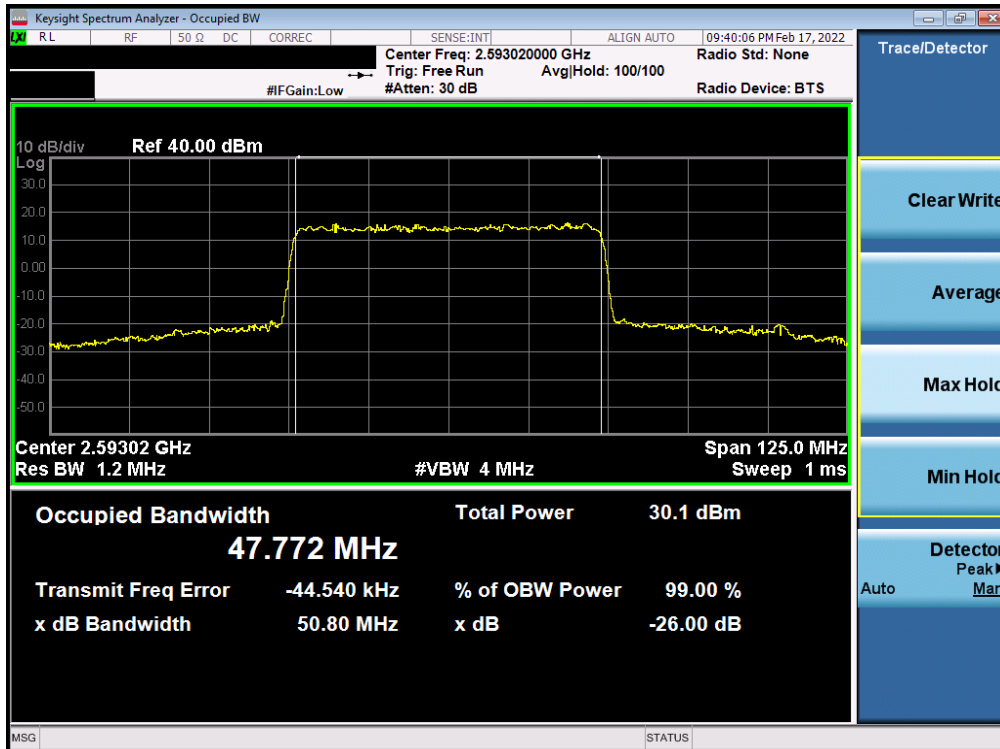 Keysight Spectrum Analyzer - Occupied BW
LXI RL RF 50 Ω DC CORREC SENSE:INT ALIGN AUTO 09:40:06 PM Feb 17, 2022
Center Freq: 2.593020000 GHz Radio Std: None
Trig: Free Run Avg|Hold: 100/100
#IFGain:Low #Atten: 30 dB Radio Device: BTS
10 dB/div Ref 40.00 dBm
Log
30.0
20.0
10.0
0.00
-10.0
-20.0
-30.0
-40.0
-50.0
Center 2.59302 GHz Span 125.0 MHz
Res BW 1.2 MHz #VBW 4 MHz Sweep 1 ms
Occupied Bandwidth Total Power 30.1 dBm
47.772 MHz
Transmit Freq Error -44.540 kHz % of OBW Power 99.00 %
x dB Bandwidth 50.80 MHz x dB -26.00 dB
MSG STATUS
Trace/Detector
Clear Write
Average
Max Hold
Min Hold
Detector
Peak
Auto Man